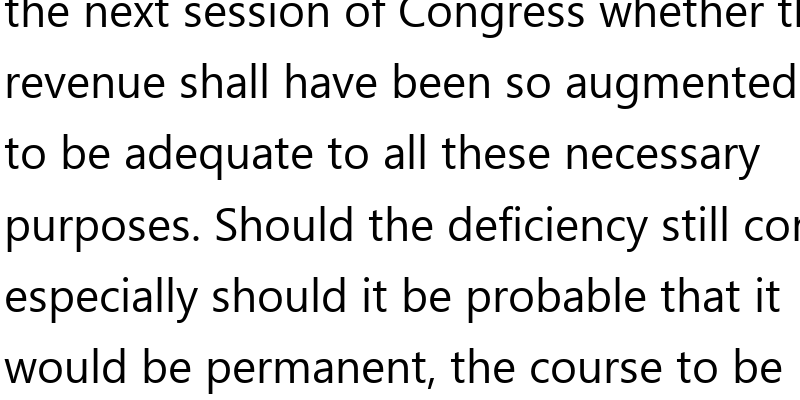 the next session of Congress whether
revenue shall have been so augmented
to be adequate to all these necessary
purposes. Should the deficiency still
especially should it be probable that it
would be permanent, the course to be